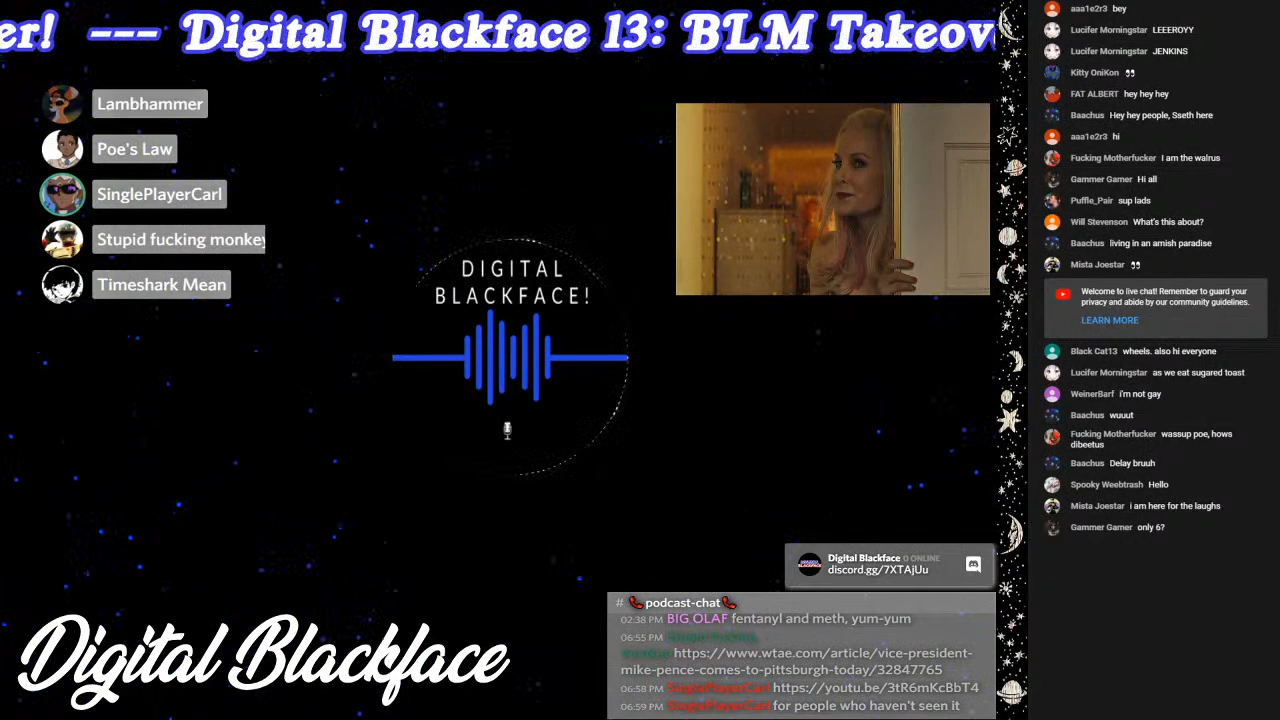 er! --- Digital Blackface 13: BLM Takeov
Lambhammer
Poe's Law
SinglePlayerCarl
Stupid fucking monkey
Timeshark Mean
DIGITAL
BLACKFACE!
Digital Blackface 0 ONLINE
discord.gg/7XTAjUu
# podcast-chat
02:38 PM BIG OLAF fentanyl and meth, yum-yum
06:55 PM
https://www.wtae.com/article/vice-president-
mike-pence-comes-to-pittsburgh-today/32847765
06:58 PM SinglePlayerCarl https://youtu.be/3tR6mKcBbT4
06:59 PM SinglePlayerCarl for people who haven't seen it
Digital Blackface
aaa1e2r3 bey
Lucifer Morningstar LEEEROYY
Lucifer Morningstar JENKINS
Kitty OniKon
FAT ALBERT hey hey hey
Baachus Hey hey people, Sseth here
aaa1e2r3 hi
Fucking Motherfucker I am the walrus
Gammer Gamer Hi all
Puffle_Pair sup lads
Will Stevenson What's this about?
Baachus living in an amish paradise
Mista Joestar
Welcome to live chat! Remember to guard your
privacy and abide by our community guidelines.
LEARN MORE
Black Cat13 wheels. also hi everyone
Lucifer Morningstar as we eat sugared toast
WeinerBarf i'm not gay
Baachus wuuut
Fucking Motherfucker wassup poe, hows
dibeetus
Baachus Delay bruuh
Spooky Weebtrash Hello
Mista Joestar i am here for the laughs
Gammer Gamer only 6?